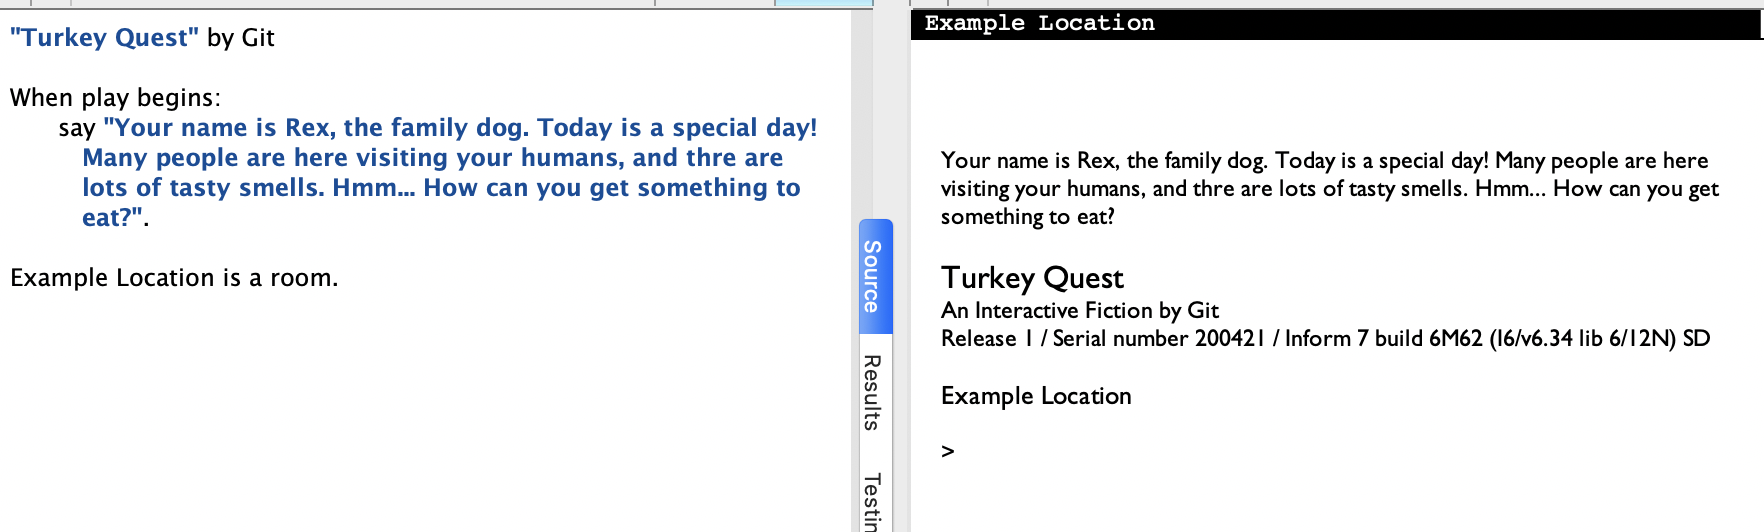 "Turkey Quest" by Git
When play begins:
say "Your name is Rex, the family dog. Today is a special day!
Many people are here visiting your humans, and thre are
lots of tasty smells. Hmm... How can you get something to
eat?".
Example Location is a room.
Source
Results
Testin
Example Location
Your name is Rex, the family dog. Today is a special day! Many people are here
visiting your humans, and thre are lots of tasty smells. Hmm... How can you get
something to eat?
Turkey Quest
An Interactive Fiction by Git
Release 1 / Serial number 200421 / Inform 7 build 6M62 (I6/v6.34 lib 6/12N) SD
Example Location
>